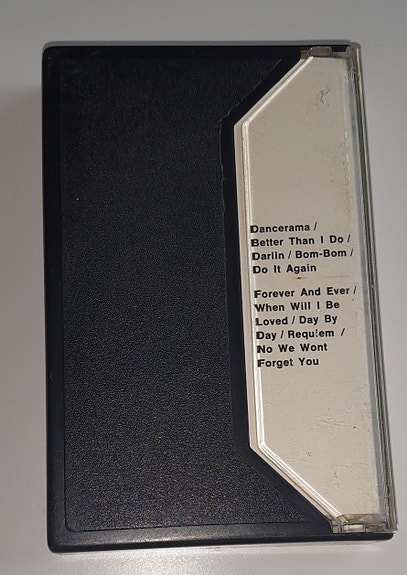 Dancerama /
Better Than I Do /
Darlin / Bom-Bom /
Do It Again
Forever And Ever /
When Will I Be
Loved / Day By
Day / Requiem /
No We Wont
Forget You